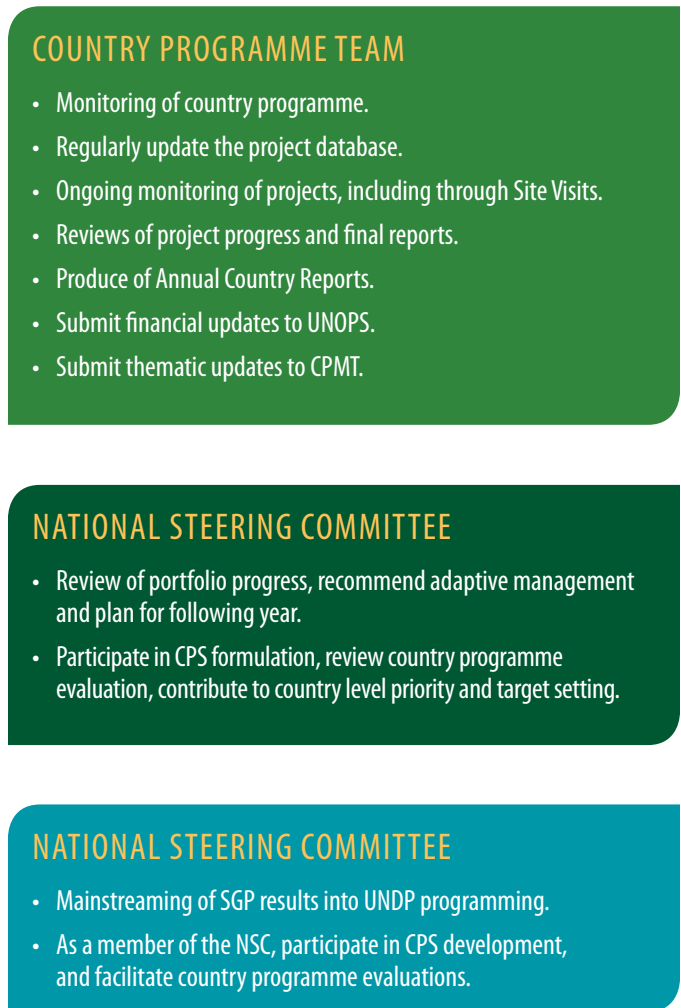 COUNTRY PROGRAMME TEAM
• Monitoring of country programme.
• Regularly update the project database.
• Ongoing monitoring of projects, including through Site Visits.
• Reviews of project progress and final reports.
• Produce of Annual Country Reports.
• Submit financial updates to UNOPS.
• Submit thematic updates to CPMT.
NATIONAL STEERING COMMITTEE
• Review of portfolio progress, recommend adaptive management
and plan for following year.
• Participate in CPS formulation, review country programme
evaluation, contribute to country level priority and target setting.
NATIONAL STEERING COMMITTEE
• Mainstreaming of SGP results into UNDP programming.
• As a member of the NSC, participate in CPS development,
and facilitate country programme evaluations.